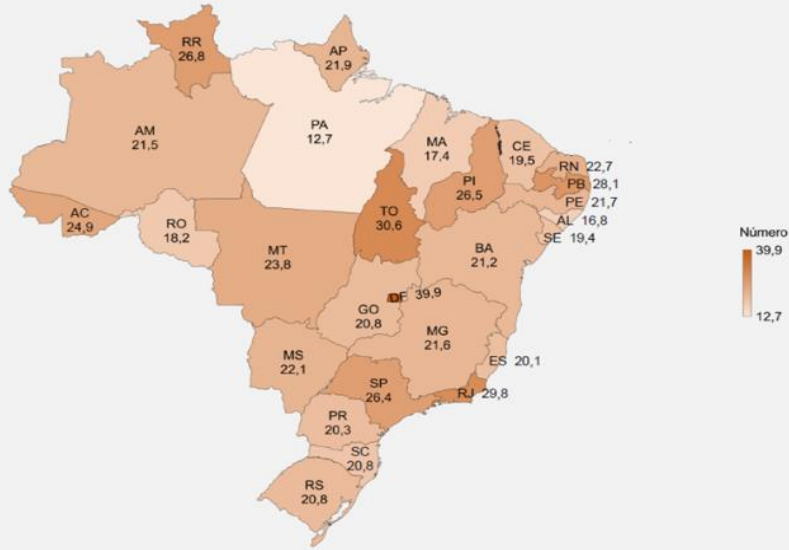 RR
26,8
AP
21,9
AM
21,5
PA
12,7
MA
17,4
CE
19,5
RN 22,7
PB 28,1
PE 21,7
AL 16,8
SE 19,4
PI
26,5
TO
30,6
AC
24,9
RO
18,2
MT
23,8
BA
21,2
DF 39,9
GO
20,8
MG
21,6
ES 20,1
MS
22,1
SP
26,4
RJ 29,8
PR
20,3
SC
20,8
RS
20,8
Número
39,9
12,7